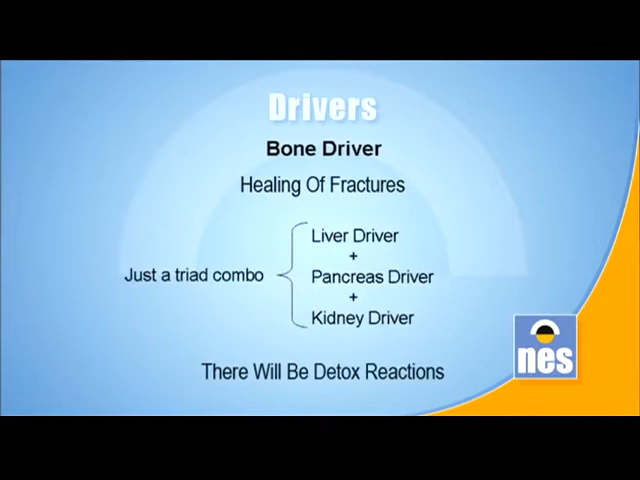 Drivers
Bone Driver
Healing Of Fractures
Just a triad combo
Liver Driver
+
Pancreas Driver
+
Kidney Driver
There Will Be Detox Reactions
nes